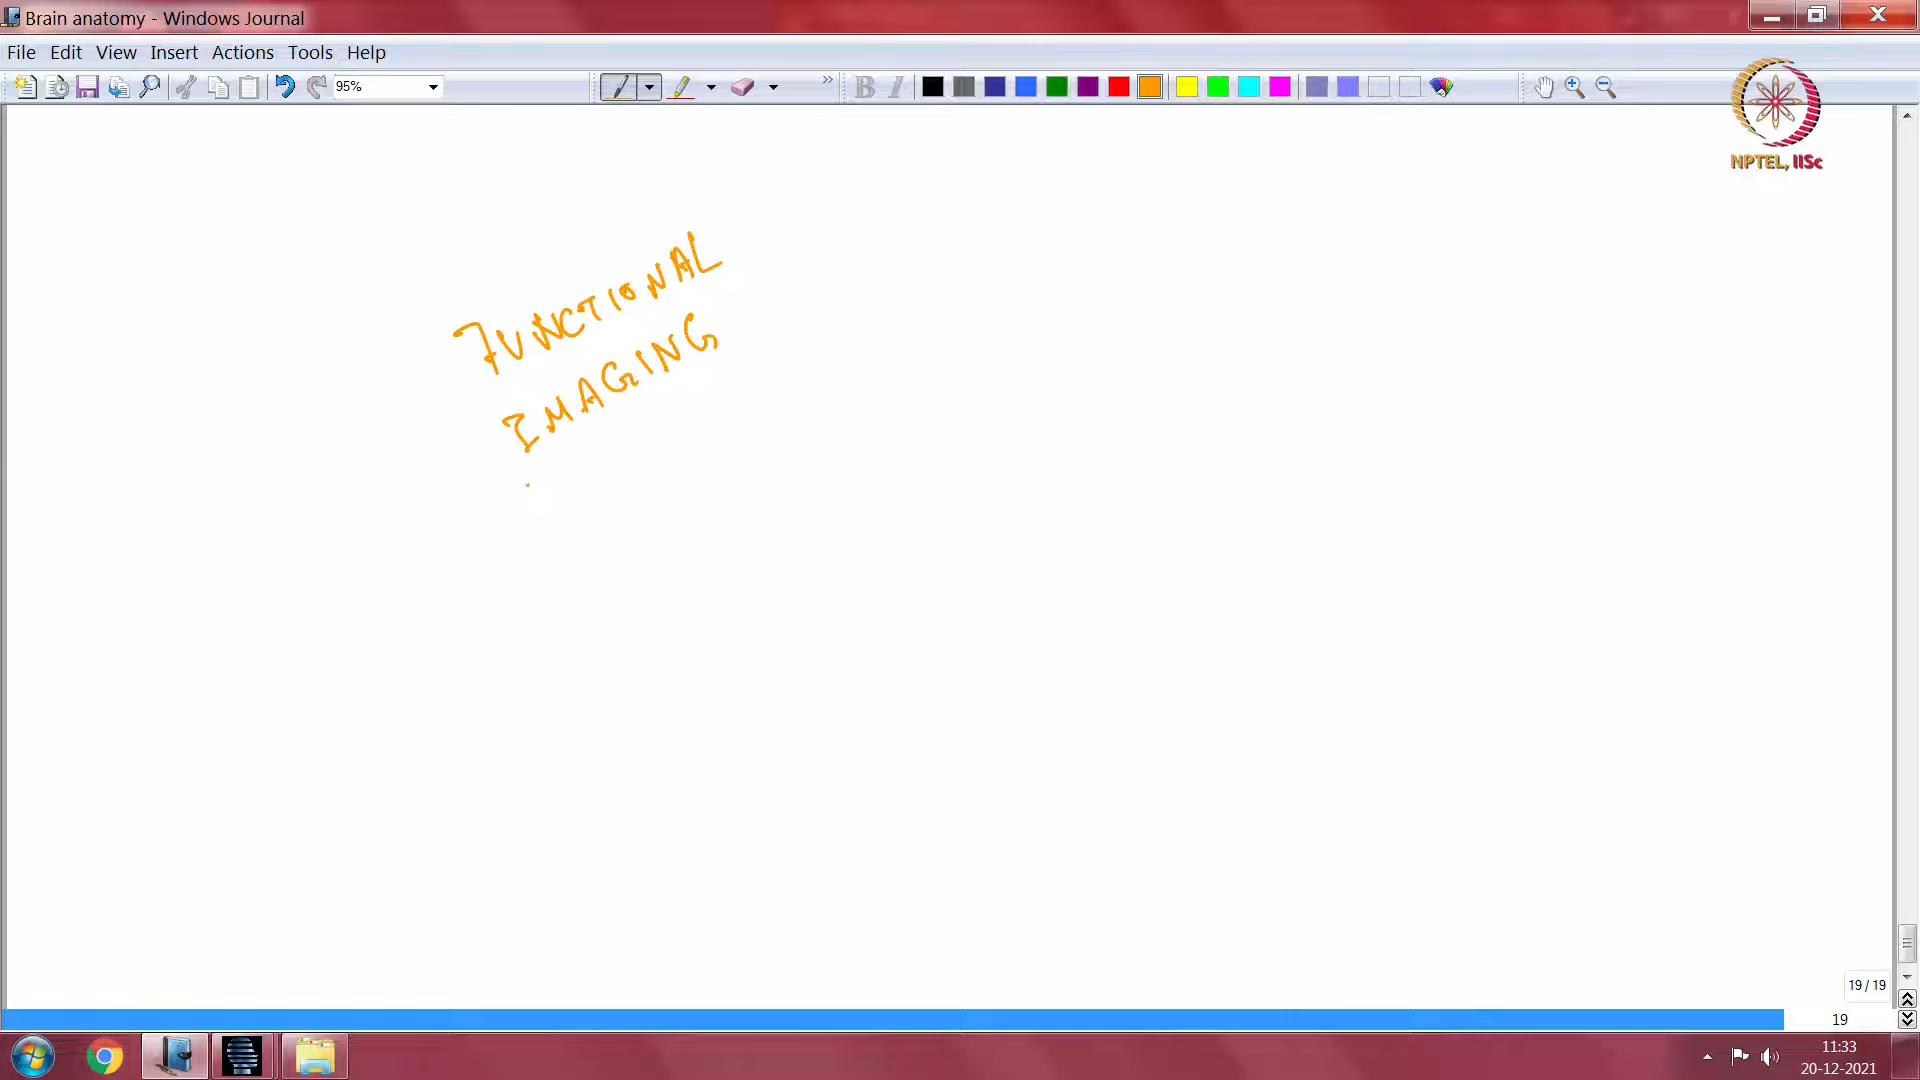 Brain anatomy - Windows Journal
File Edit View Insert Actions Tools Help
95%
B I
NPTEL, IISc
FUNCTIONAL
IMAGING
19 / 19
19
11:33
20-12-2021